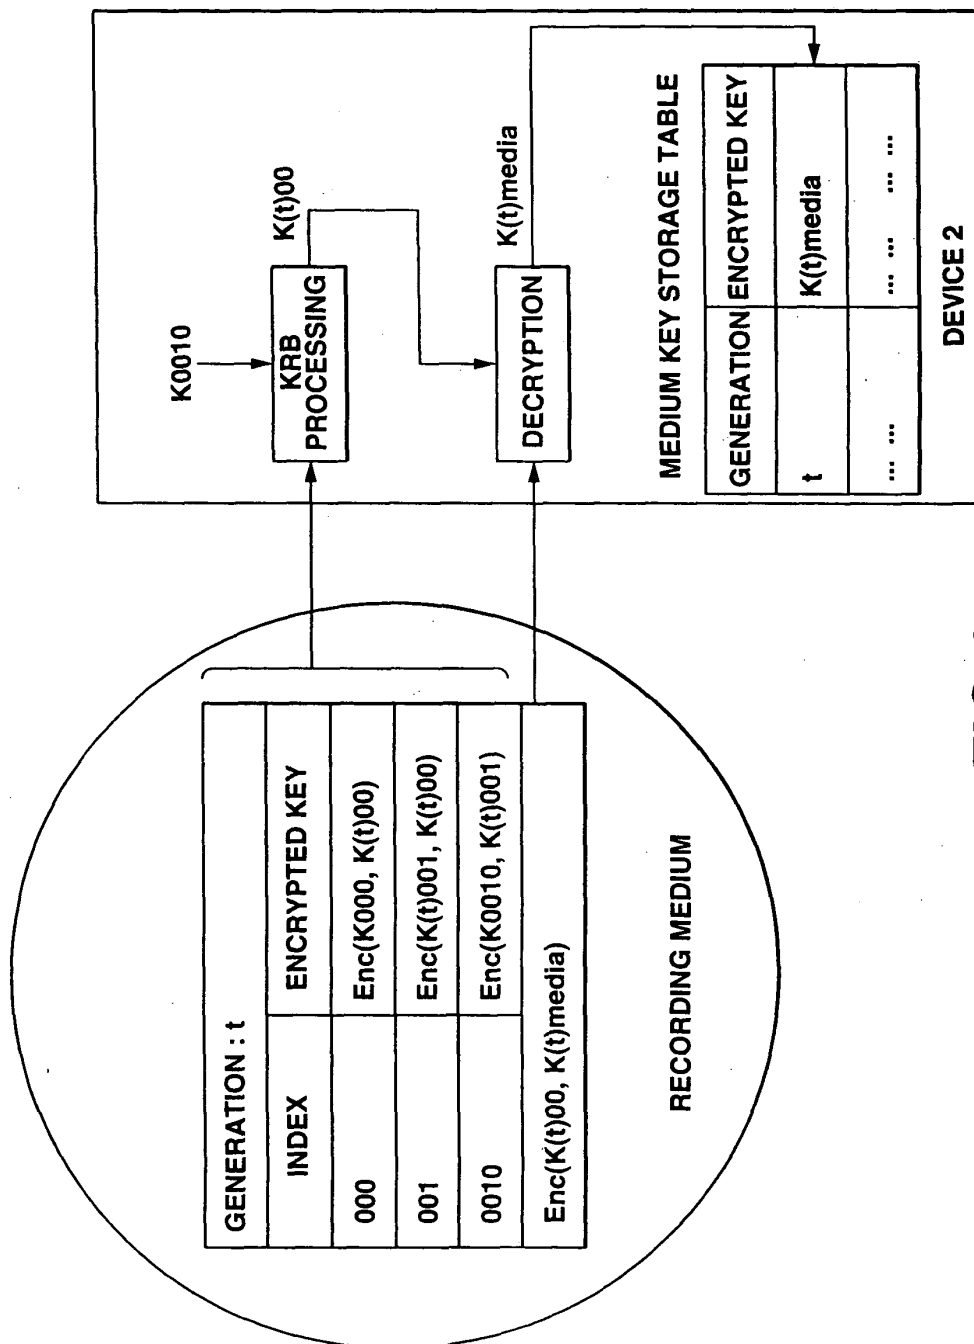 GENERATION : t
INDEX ENCRYPTED KEY
000 Enc(K000, K(t)00)
001 Enc(K(t)001, K(t)00)
0010 Enc(K0010, K(t)001)
Enc(K(t)00, K(t)media)
RECORDING MEDIUM
K0010
KRB
PROCESSING
K(t)00
DECRYPTION
K(t)media
MEDIUM KEY STORAGE TABLE
GENERATION ENCRYPTED KEY
t K(t)media
... ... ... ... ... ...
DEVICE 2